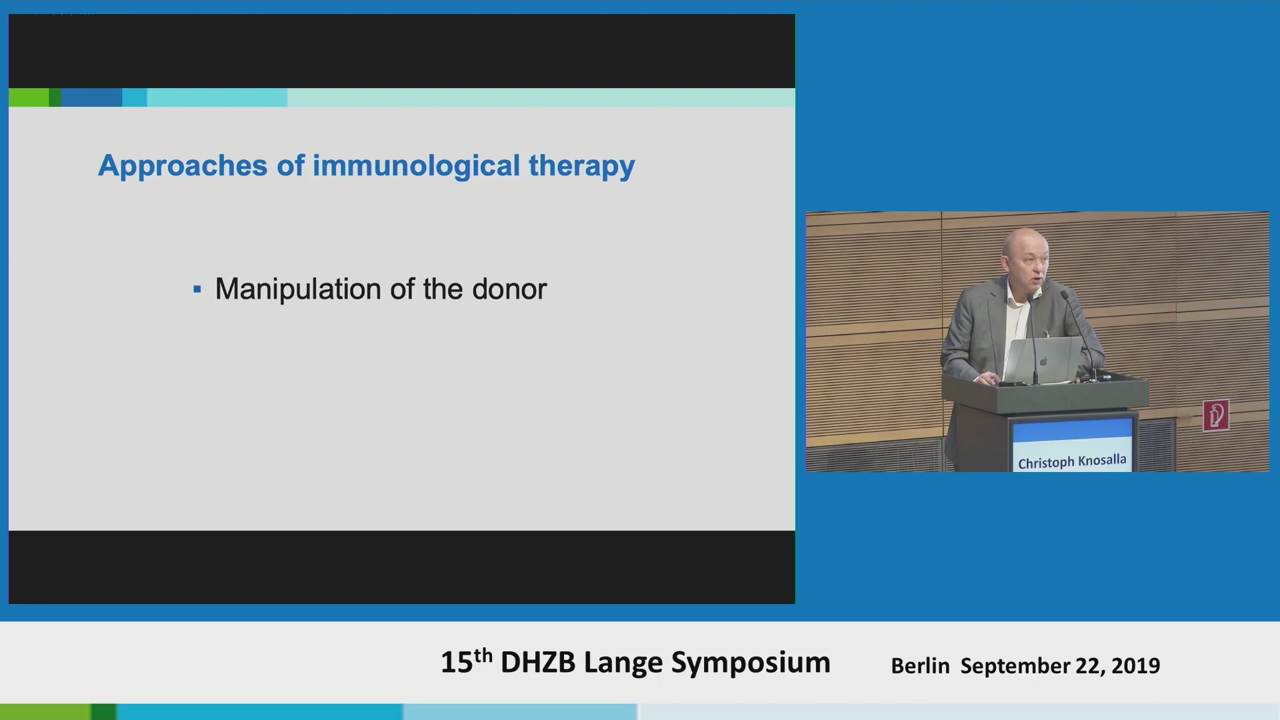 Approaches of immunological therapy
▪ Manipulation of the donor
Christoph Knosalla
15th DHZB Lange Symposium
Berlin September 22, 2019